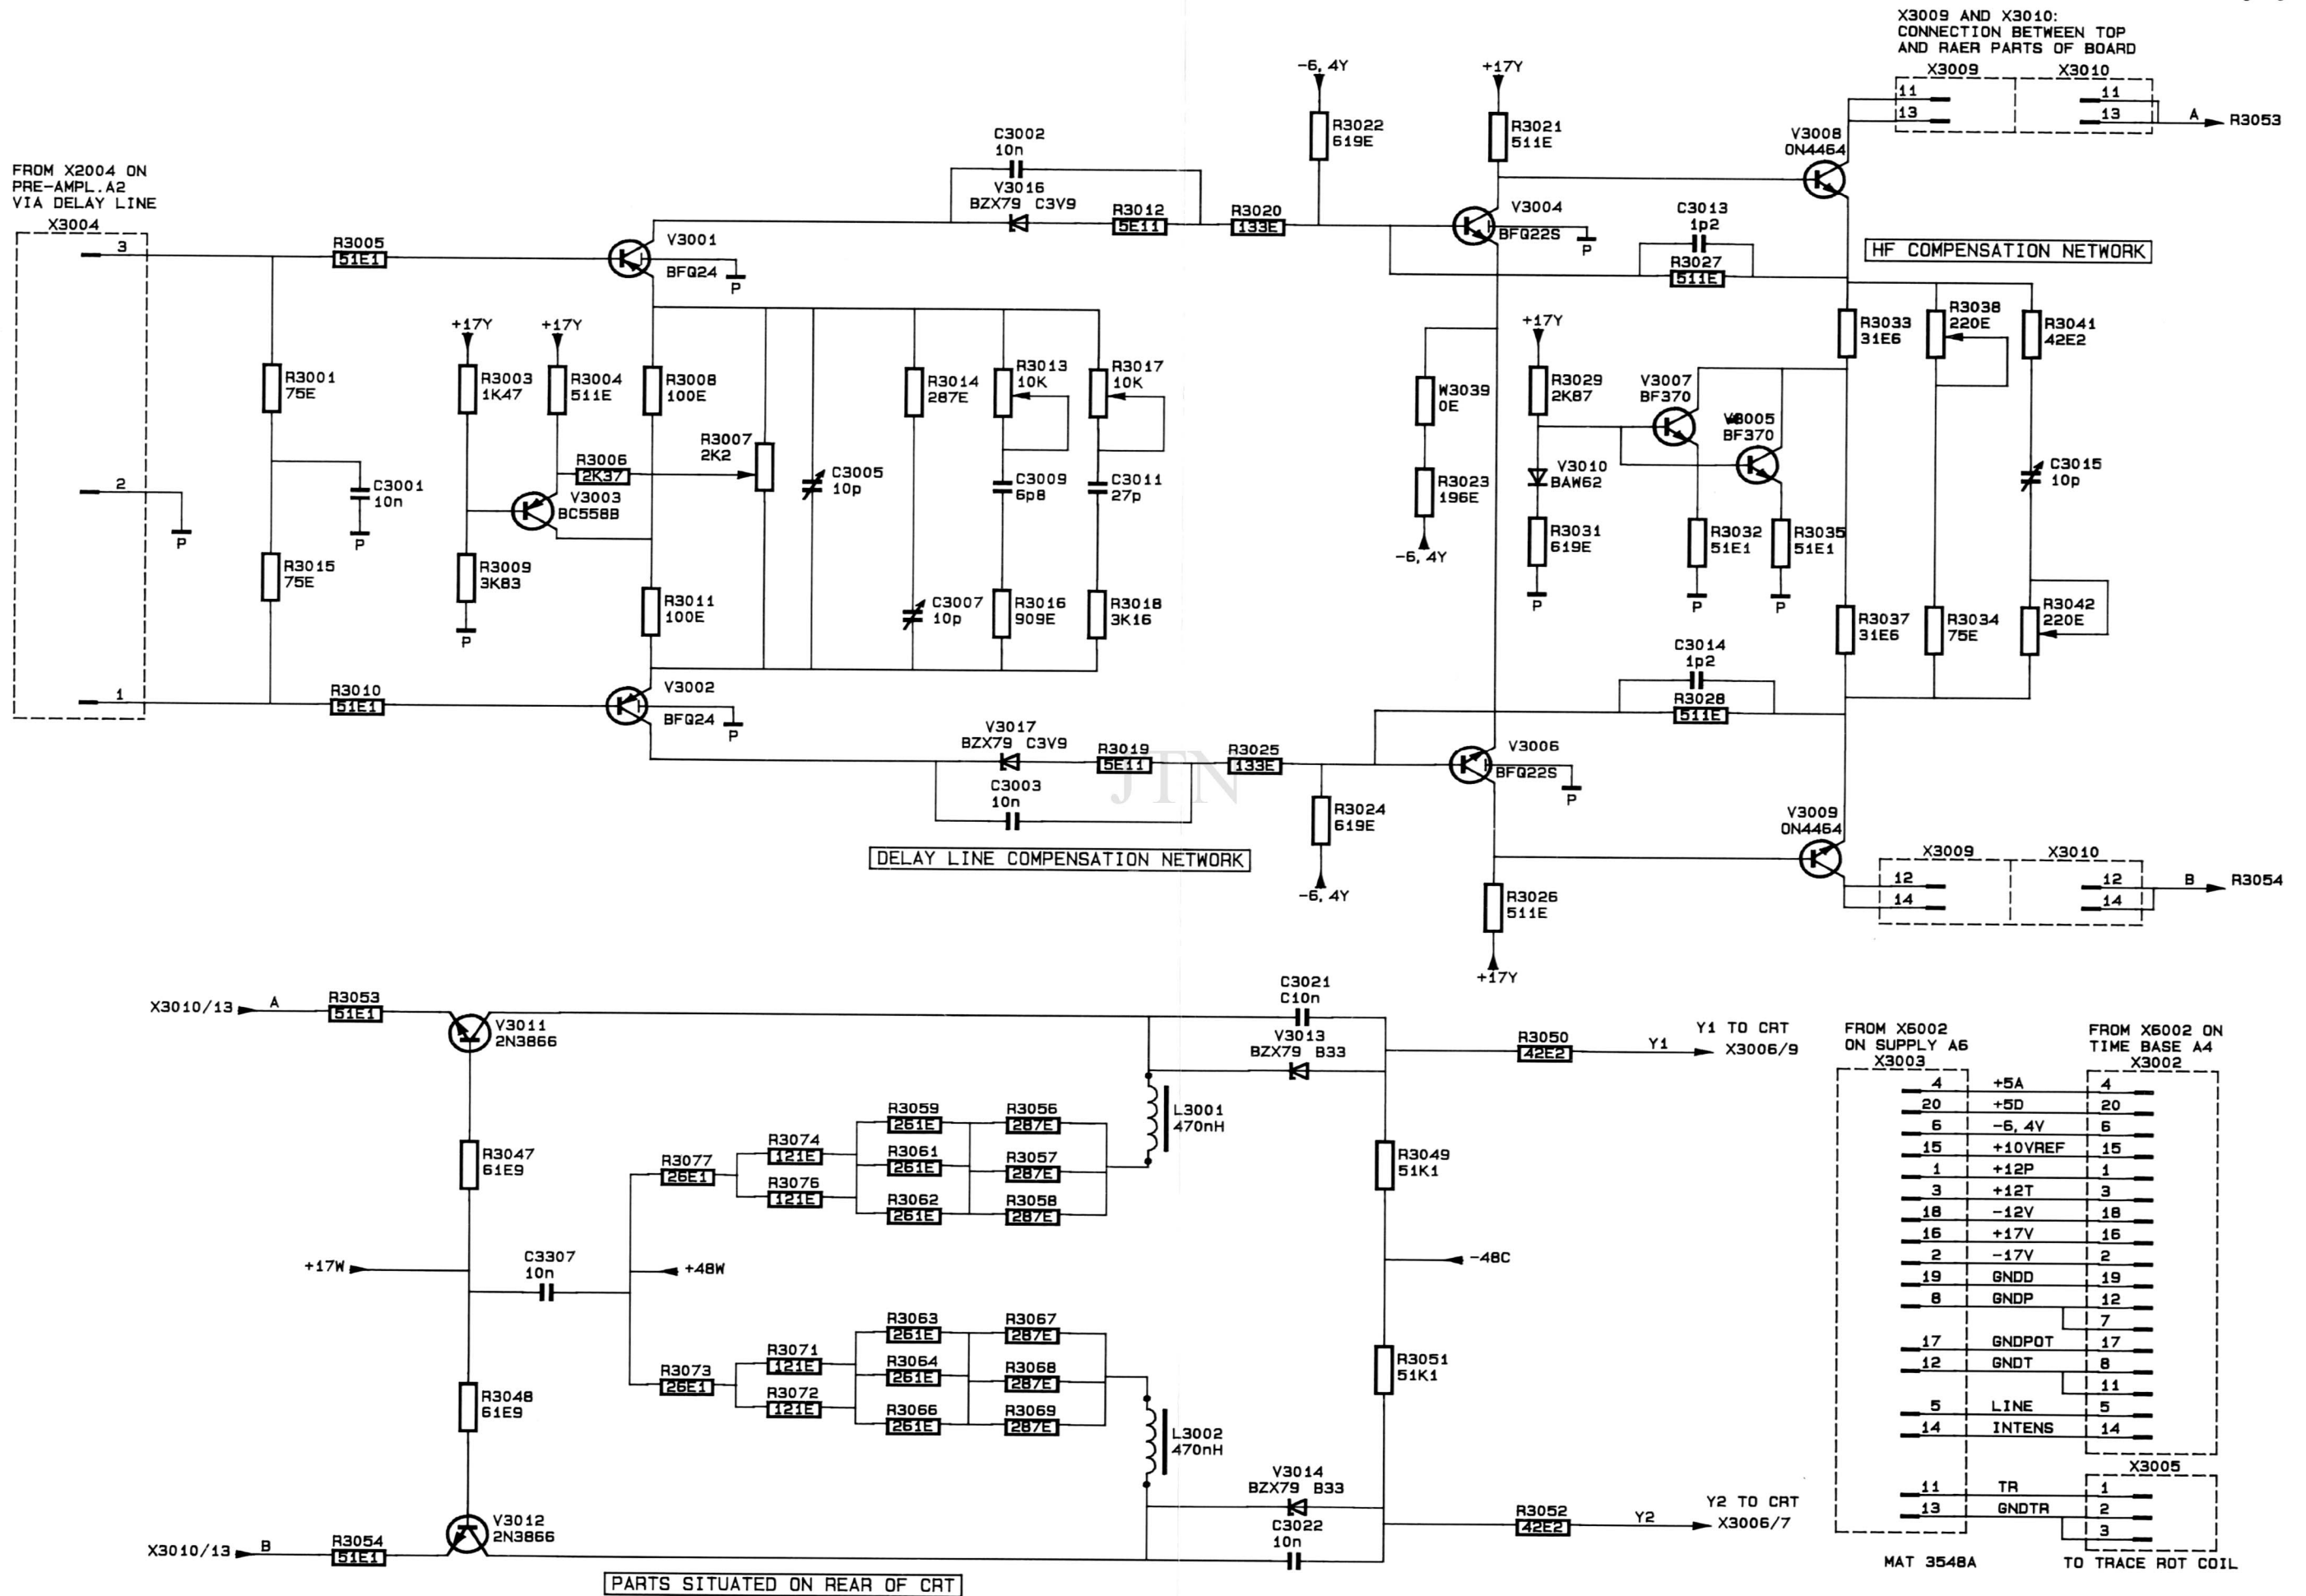 X3009 AND X3010:
CONNECTION BETWEEN TOP
AND RAER PARTS OF BOARD
X3009 X3010
11 11
13 13
A R3053
-6,4Y
+17Y
R3022
619E
R3021
511E
V3008
ON4464
C3002
10n
V3016
BZX79 C3V9
R3012
5E11
R3020
133E
V3004
BFQ22S
P
C3013
1p2
R3027
511E
HF COMPENSATION NETWORK
FROM X2004 ON
PRE-AMPL.A2
VIA DELAY LINE
X3004
3
2
1
P
R3005
51E1
V3001
BFQ24
P
R3001
75E
C3001
10n
P
R3015
75E
R3010
51E1
+17Y
+17Y
R3003
1K47
R3004
511E
R3008
100E
R3006
2K37
V3003
BC558B
R3009
3K83
P
R3011
100E
R3007
2K2
C3005
10p
R3014
287E
R3013
10K
R3017
10K
C3009
6p8
C3011
27p
C3007
10p
R3016
909E
R3018
3K16
V3002
BFQ24
P
V3017
BZX79 C3V9
R3019
5E11
R3025
133E
C3003
10n
JTN
DELAY LINE COMPENSATION NETWORK
R3024
619E
-6,4Y
W3039
0E
R3023
196E
-6,4Y
+17Y
R3029
2K87
V3010
BAW62
R3031
619E
P
V3007
BF370
V3005
BF370
R3032
51E1
P
R3035
51E1
P
R3033
31E6
R3038
220E
R3041
42E2
C3015
10p
R3037
31E6
R3034
75E
R3042
220E
C3014
1p2
R3028
511E
V3006
BFQ22S
P
V3009
ON4464
R3026
511E
+17Y
X3009 X3010
12 12
14 14
B R3054
X3010/13 A
R3053
51E1
V3011
2N3866
R3047
61E9
+17W
C3307
10n
+48W
R3048
61E9
V3012
2N3866
X3010/13 B
R3054
51E1
R3077
26E1
R3074
121E
R3076
121E
R3059
261E
R3061
261E
R3062
261E
R3056
287E
R3057
287E
R3058
287E
R3073
26E1
R3071
121E
R3072
121E
R3063
261E
R3064
261E
R3066
261E
R3067
287E
R3068
287E
R3069
287E
L3001
470nH
L3002
470nH
C3021
C10n
V3013
BZX79 B33
R3049
51K1
-48C
R3051
51K1
V3014
BZX79 B33
C3022
10n
R3050
42E2
Y1
Y1 TO CRT
X3006/9
R3052
42E2
Y2
Y2 TO CRT
X3006/7
PARTS SITUATED ON REAR OF CRT
FROM X6002
ON SUPPLY A6
X3003
FROM X6002 ON
TIME BASE A4
X3002
4 +5A 4
20 +5D 20
6 -6,4V 6
15 +10VREF 15
1 +12P 1
3 +12T 3
18 -12V 18
16 +17V 16
2 -17V 2
19 GNDD 19
8 GNDP 12
7
17 GNDPOT 17
12 GNDT 8
11
5 LINE 5
14 INTENS 14
X3005
11 TR 1
13 GNDTR 2
3
MAT 3548A
TO TRACE ROT COIL